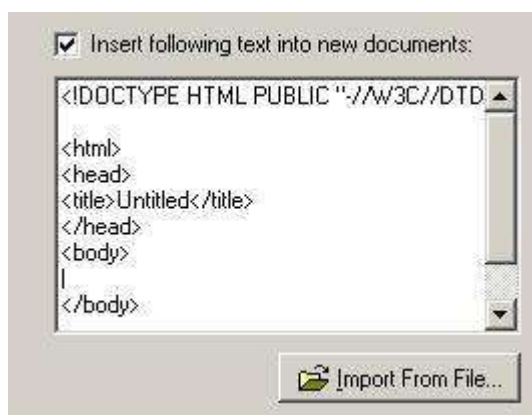 Insert following text into new documents:
<!DOCTYPE HTML PUBLIC "-//W3C//DTD
<html>
<head>
<title>Untitled</title>
</head>
<body>
|
</body>
Import From File...